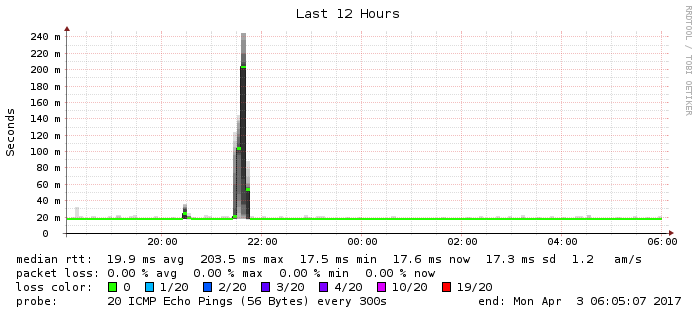 Last 12 Hours
RRDTOOL / TOBI OETIKER
Seconds
240 m
220 m
200 m
180 m
160 m
140 m
120 m
100 m
80 m
60 m
40 m
20 m
0
20:00 22:00 00:00 02:00 04:00 06:00
median rtt: 19.9 ms avg 203.5 ms max 17.5 ms min 17.6 ms now 17.3 ms sd 1.2 am/s
packet loss: 0.00 % avg 0.00 % max 0.00 % min 0.00 % now
loss color: 0 1/20 2/20 3/20 4/20 10/20 19/20
probe: 20 ICMP Echo Pings (56 Bytes) every 300s end: Mon Apr 3 06:05:07 2017